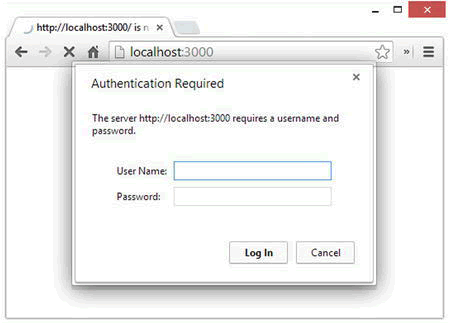 http://localhost:3000/ is n
localhost:3000
»
Authentication Required
The server http://localhost:3000 requires a username and
password.
User Name:
Password:
Log In Cancel